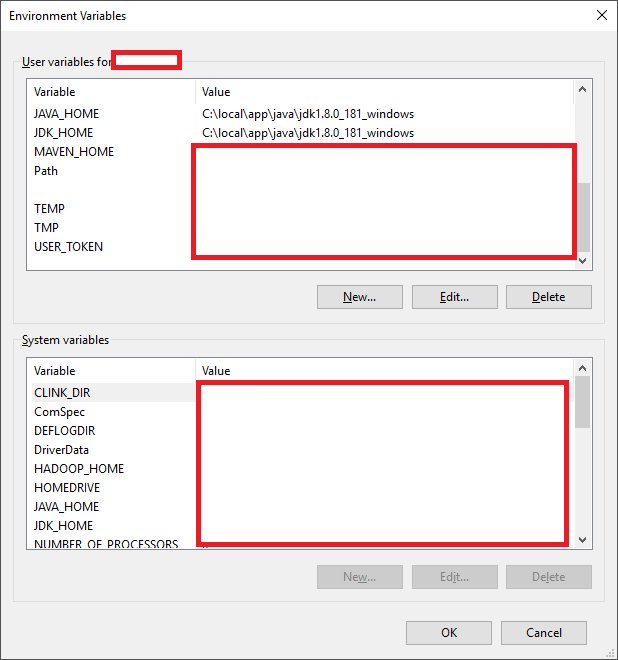 Environment Variables
User variables for
Variable Value
JAVA_HOME C:\local\app\java\jdk1.8.0_181_windows
JDK_HOME C:\local\app\java\jdk1.8.0_181_windows
MAVEN_HOME
Path
TEMP
TMP
USER_TOKEN
New... Edit... Delete
System variables
Variable Value
CLINK_DIR
ComSpec
DEFLOGDIR
DriverData
HADOOP_HOME
HOMEDRIVE
JAVA_HOME
JDK_HOME
NUMBER_OF_PROCESSORS
New... Edit... Delete
OK Cancel